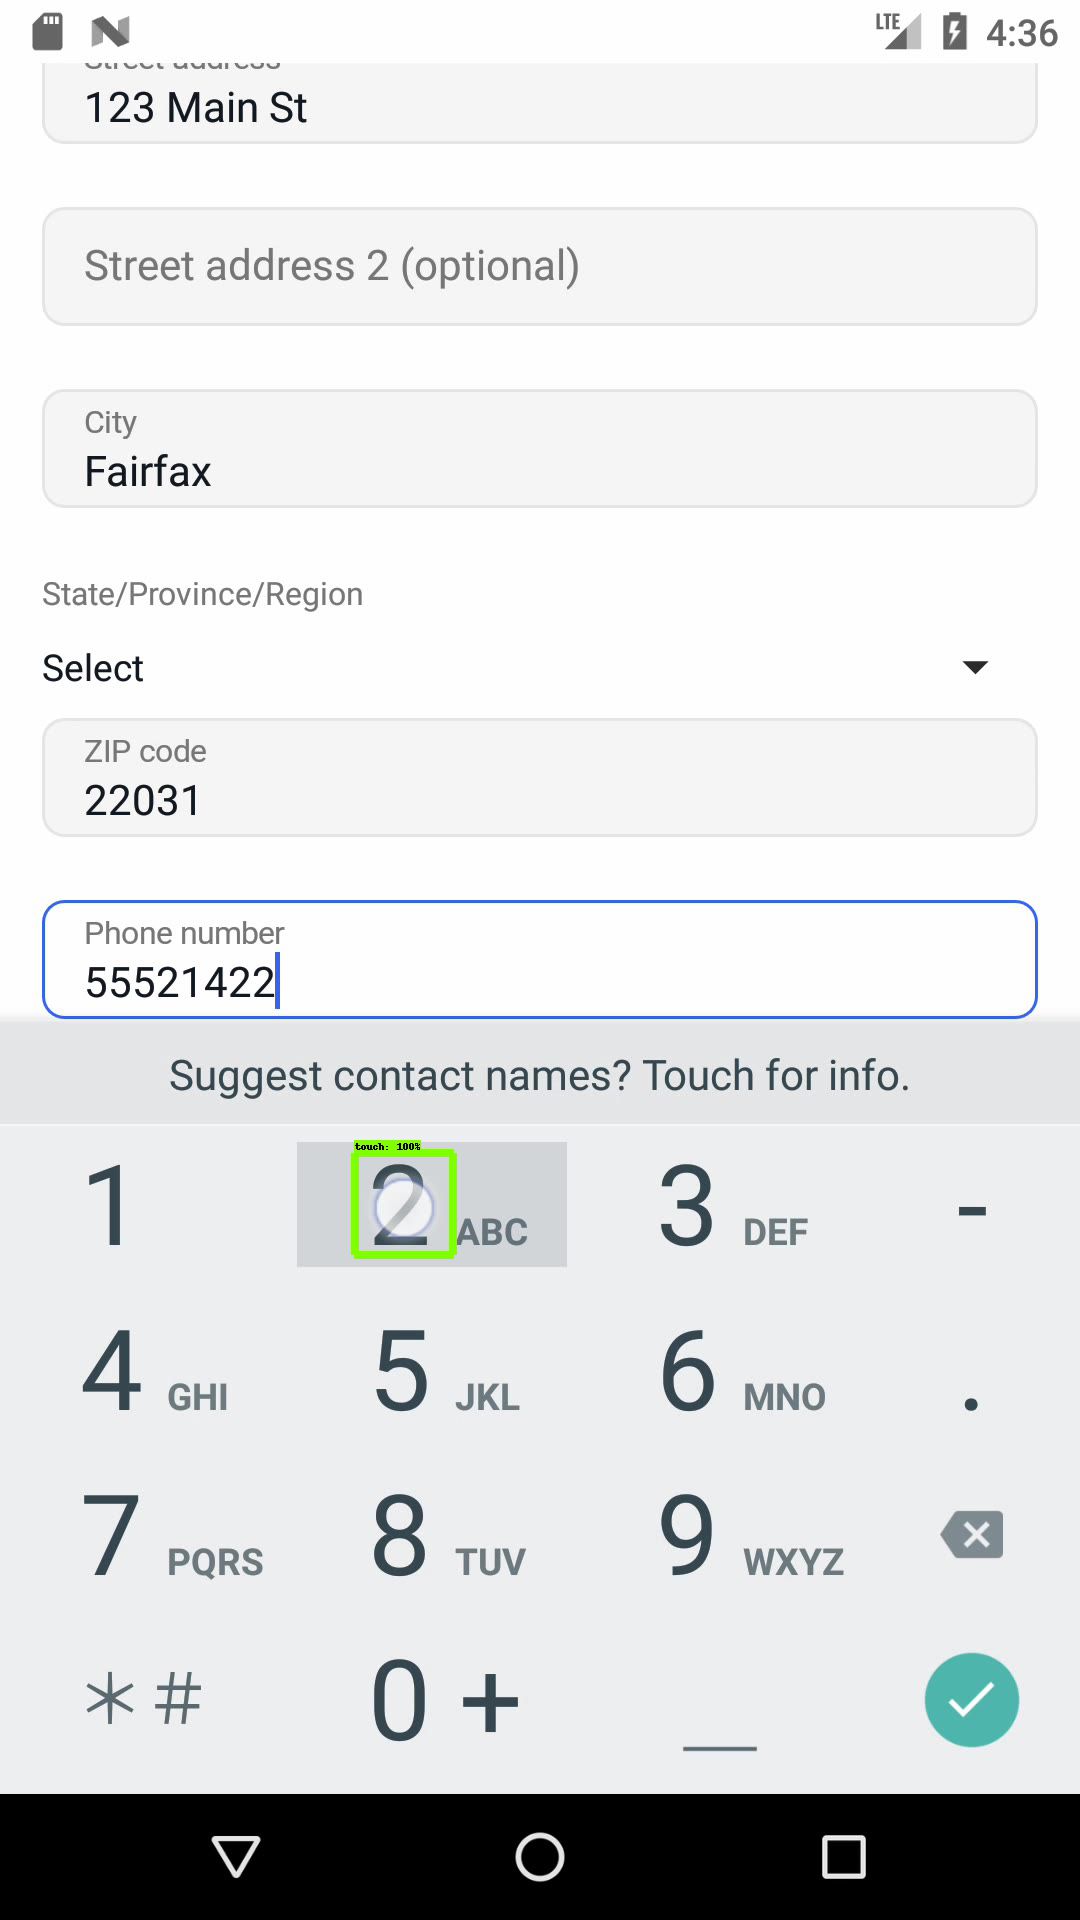 LTE 4:36
Street address
123 Main St
Street address 2 (optional)
City
Fairfax
State/Province/Region
Select
ZIP code
22031
Phone number
55521422
Suggest contact names? Touch for info.
touch: 100%
1 2 ABC 3 DEF -
4 GHI 5 JKL 6 MNO .
7 PQRS 8 TUV 9 WXYZ
* # 0 + _